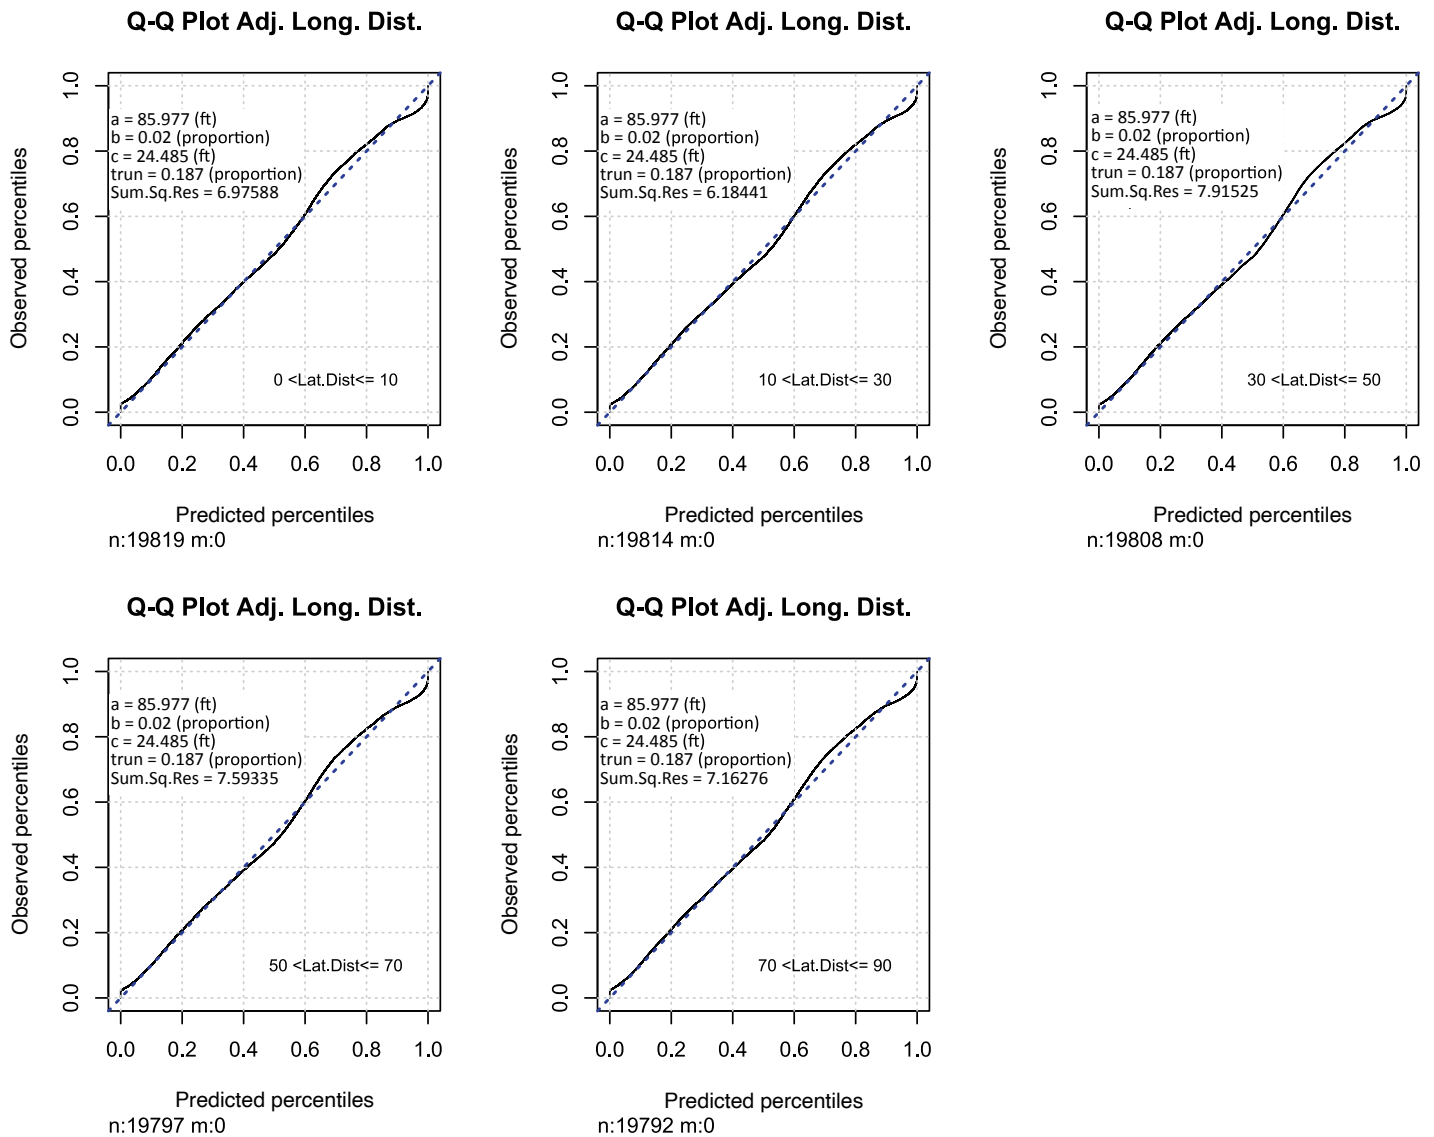 Q-Q Plot Adj. Long. Dist.
Observed percentiles
1.0
0.8
0.6
0.4
0.2
0.0
a = 85.977 (ft)
b = 0.02 (proportion)
c = 24.485 (ft)
trun = 0.187 (proportion)
Sum.Sq.Res = 6.97588
0 <Lat.Dist<= 10
0.0 0.2 0.4 0.6 0.8 1.0
Predicted percentiles
n:19819 m:0
Q-Q Plot Adj. Long. Dist.
Observed percentiles
1.0
0.8
0.6
0.4
0.2
0.0
a = 85.977 (ft)
b = 0.02 (proportion)
c = 24.485 (ft)
trun = 0.187 (proportion)
Sum.Sq.Res = 6.18441
10 <Lat.Dist<= 30
0.0 0.2 0.4 0.6 0.8 1.0
Predicted percentiles
n:19814 m:0
Q-Q Plot Adj. Long. Dist.
Observed percentiles
1.0
0.8
0.6
0.4
0.2
0.0
a = 85.977 (ft)
b = 0.02 (proportion)
c = 24.485 (ft)
trun = 0.187 (proportion)
Sum.Sq.Res = 7.91525
30 <Lat.Dist<= 50
0.0 0.2 0.4 0.6 0.8 1.0
Predicted percentiles
n:19808 m:0
Q-Q Plot Adj. Long. Dist.
Observed percentiles
1.0
0.8
0.6
0.4
0.2
0.0
a = 85.977 (ft)
b = 0.02 (proportion)
c = 24.485 (ft)
trun = 0.187 (proportion)
Sum.Sq.Res = 7.59335
50 <Lat.Dist<= 70
0.0 0.2 0.4 0.6 0.8 1.0
Predicted percentiles
n:19797 m:0
Q-Q Plot Adj. Long. Dist.
Observed percentiles
1.0
0.8
0.6
0.4
0.2
0.0
a = 85.977 (ft)
b = 0.02 (proportion)
c = 24.485 (ft)
trun = 0.187 (proportion)
Sum.Sq.Res = 7.16276
70 <Lat.Dist<= 90
0.0 0.2 0.4 0.6 0.8 1.0
Predicted percentiles
n:19792 m:0